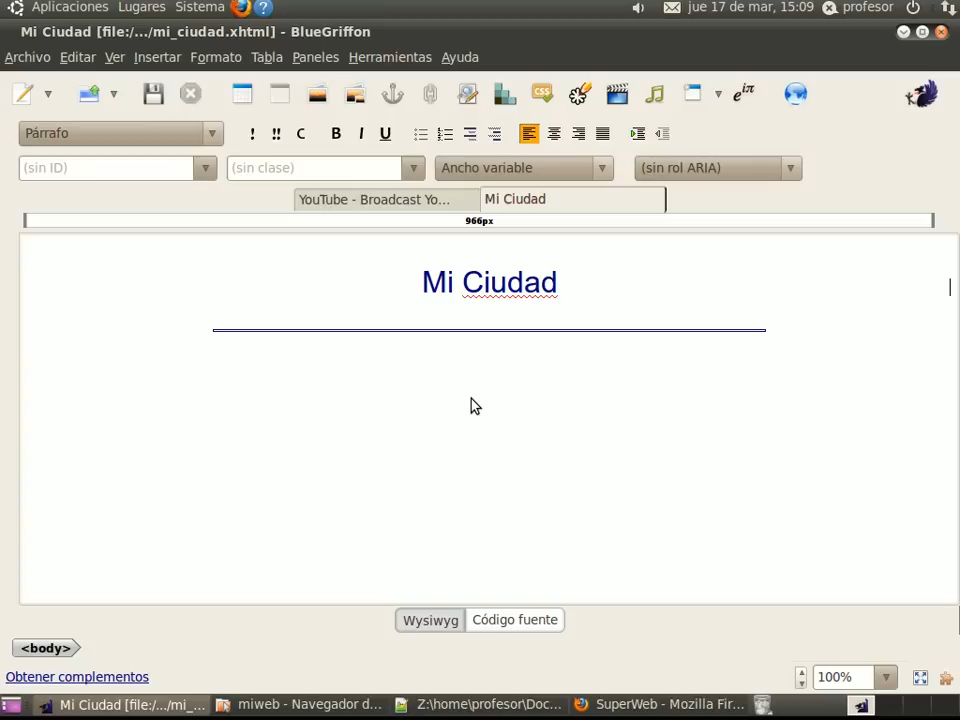 Aplicaciones Lugares Sistema ? jue 17 de mar, 15:09 profesor
Mi Ciudad [file:/.../mi_ciudad.xhtml] - BlueGriffon
Archivo Editar Ver Insertar Formato Tabla Paneles Herramientas Ayuda
CSS eiπ
Párrafo ! !! C B I U
(sin ID) (sin clase) Ancho variable (sin rol ARIA)
YouTube - Broadcast Yo... Mi Ciudad
966px
Mi Ciudad
Wysiwyg Código fuente
<body>
Obtener complementos 100%
Mi Ciudad [file:/.../mi_... miweb - Navegador d... Z:\home\profesor\Doc... SuperWeb - Mozilla Fir...